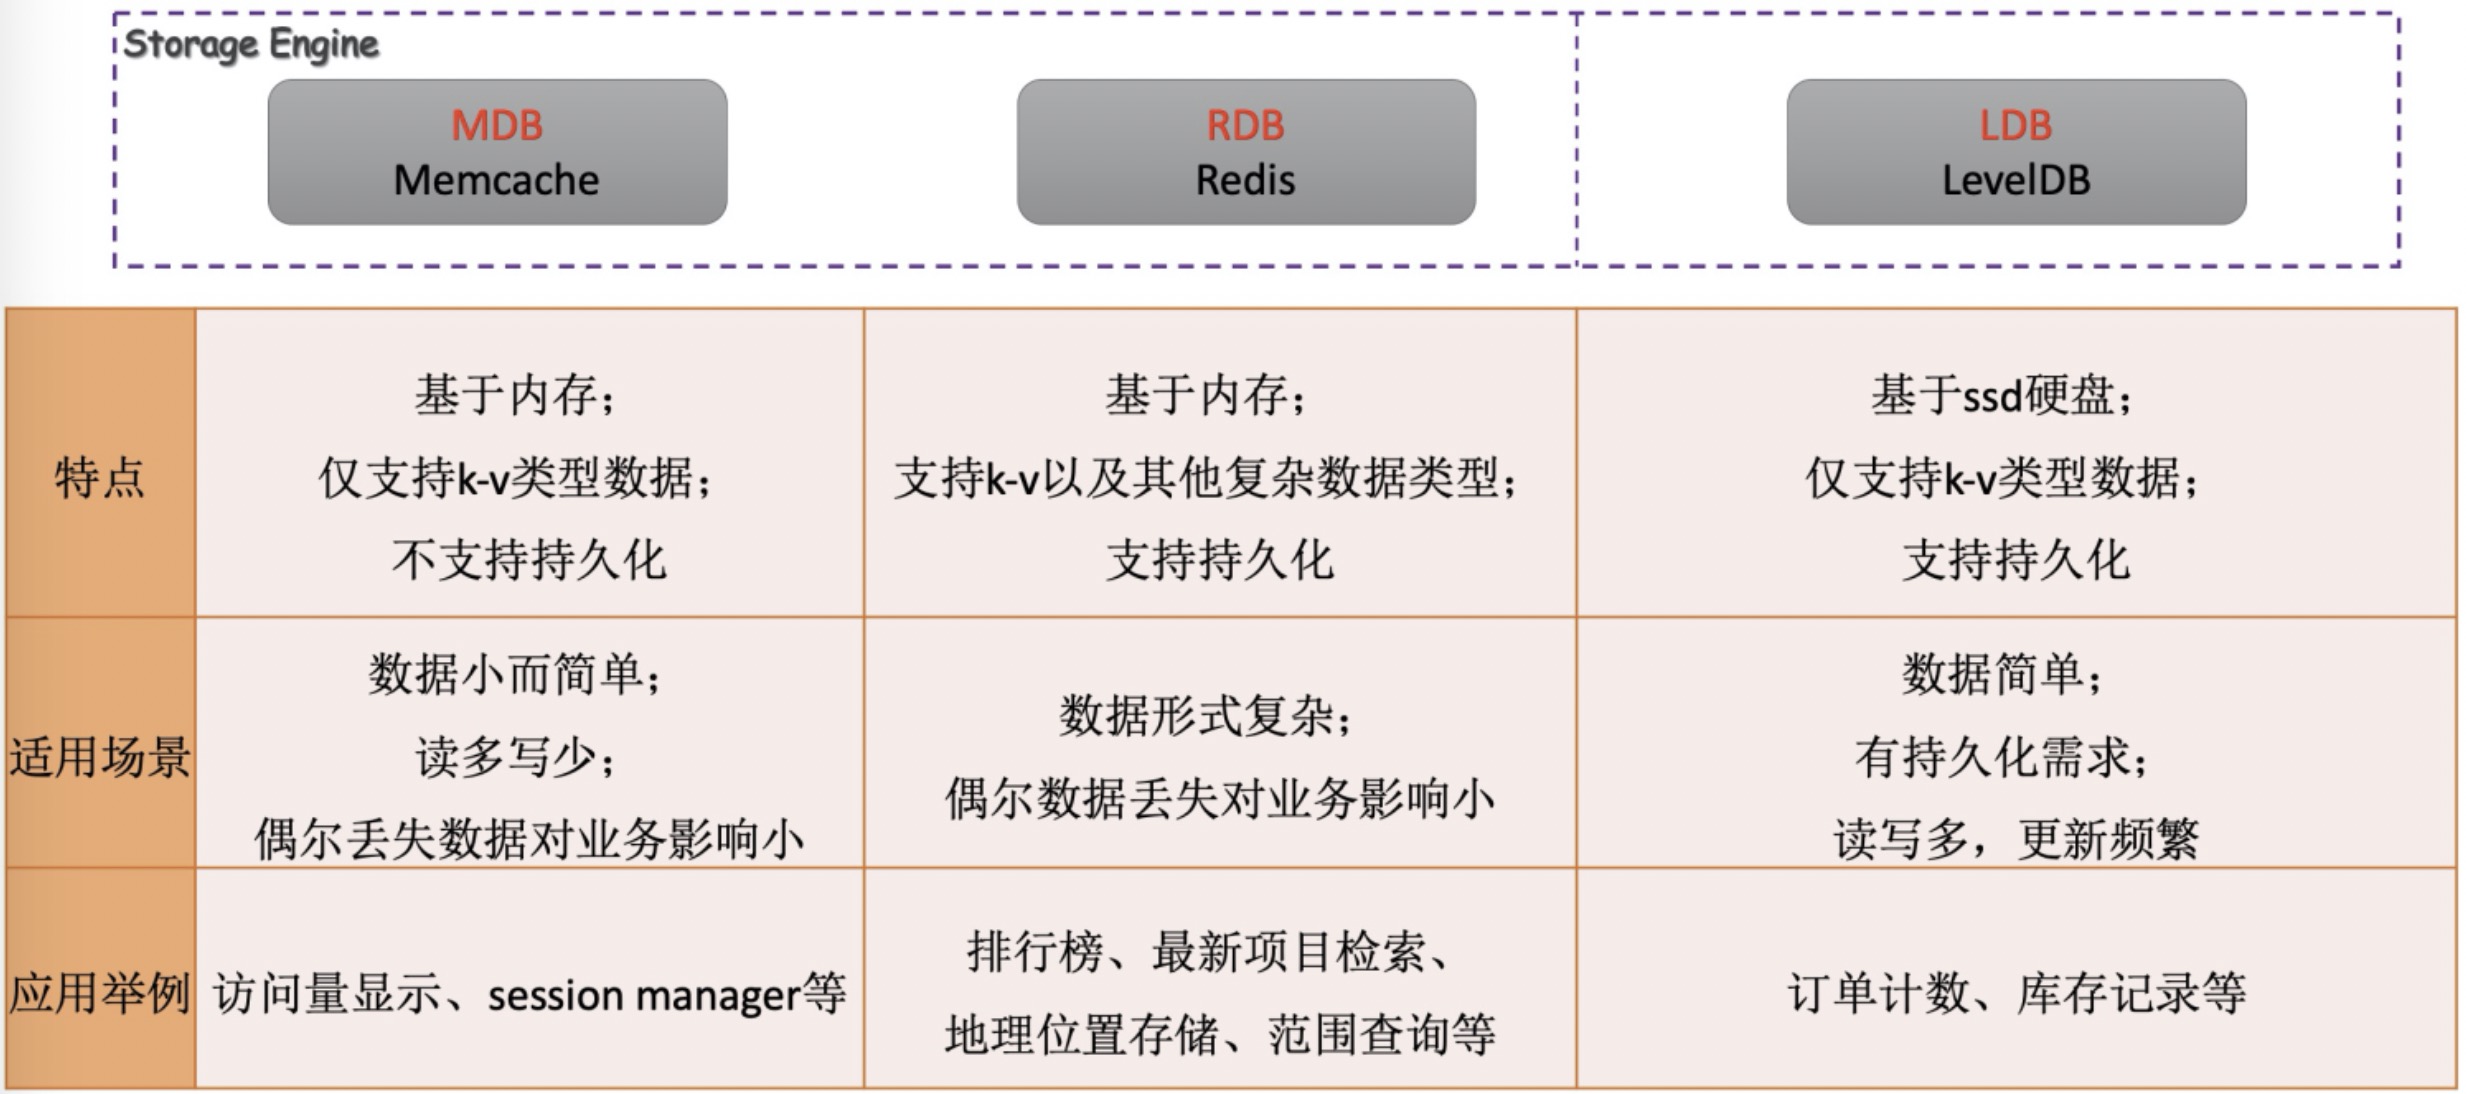 Storage Engine
MDB
Memcache
RDB
Redis
LDB
LevelDB
特点
基于内存；
仅支持k-v类型数据；
不支持持久化
基于内存；
支持k-v以及其他复杂数据类型；
支持持久化
基于ssd硬盘；
仅支持k-v类型数据；
支持持久化
适用场景
数据小而简单；
读多写少；
偶尔丢失数据对业务影响小
数据形式复杂；
偶尔数据丢失对业务影响小
数据简单；
有持久化需求；
读写多，更新频繁
应用举例
访问量显示、session manager等
排行榜、最新项目检索、
地理位置存储、范围查询等
订单计数、库存记录等